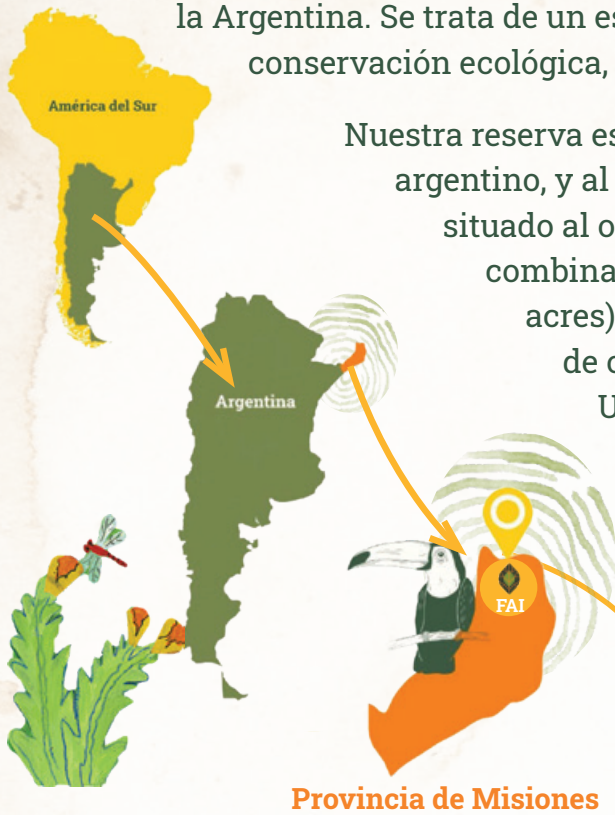 la Argentina. Se trata de un es
conservación ecológica,
América del Sur
Nuestra reserva es
argentino, y al
situado al o
combina
acres)
de c
U
Argentina
FAI
Provincia de Misiones